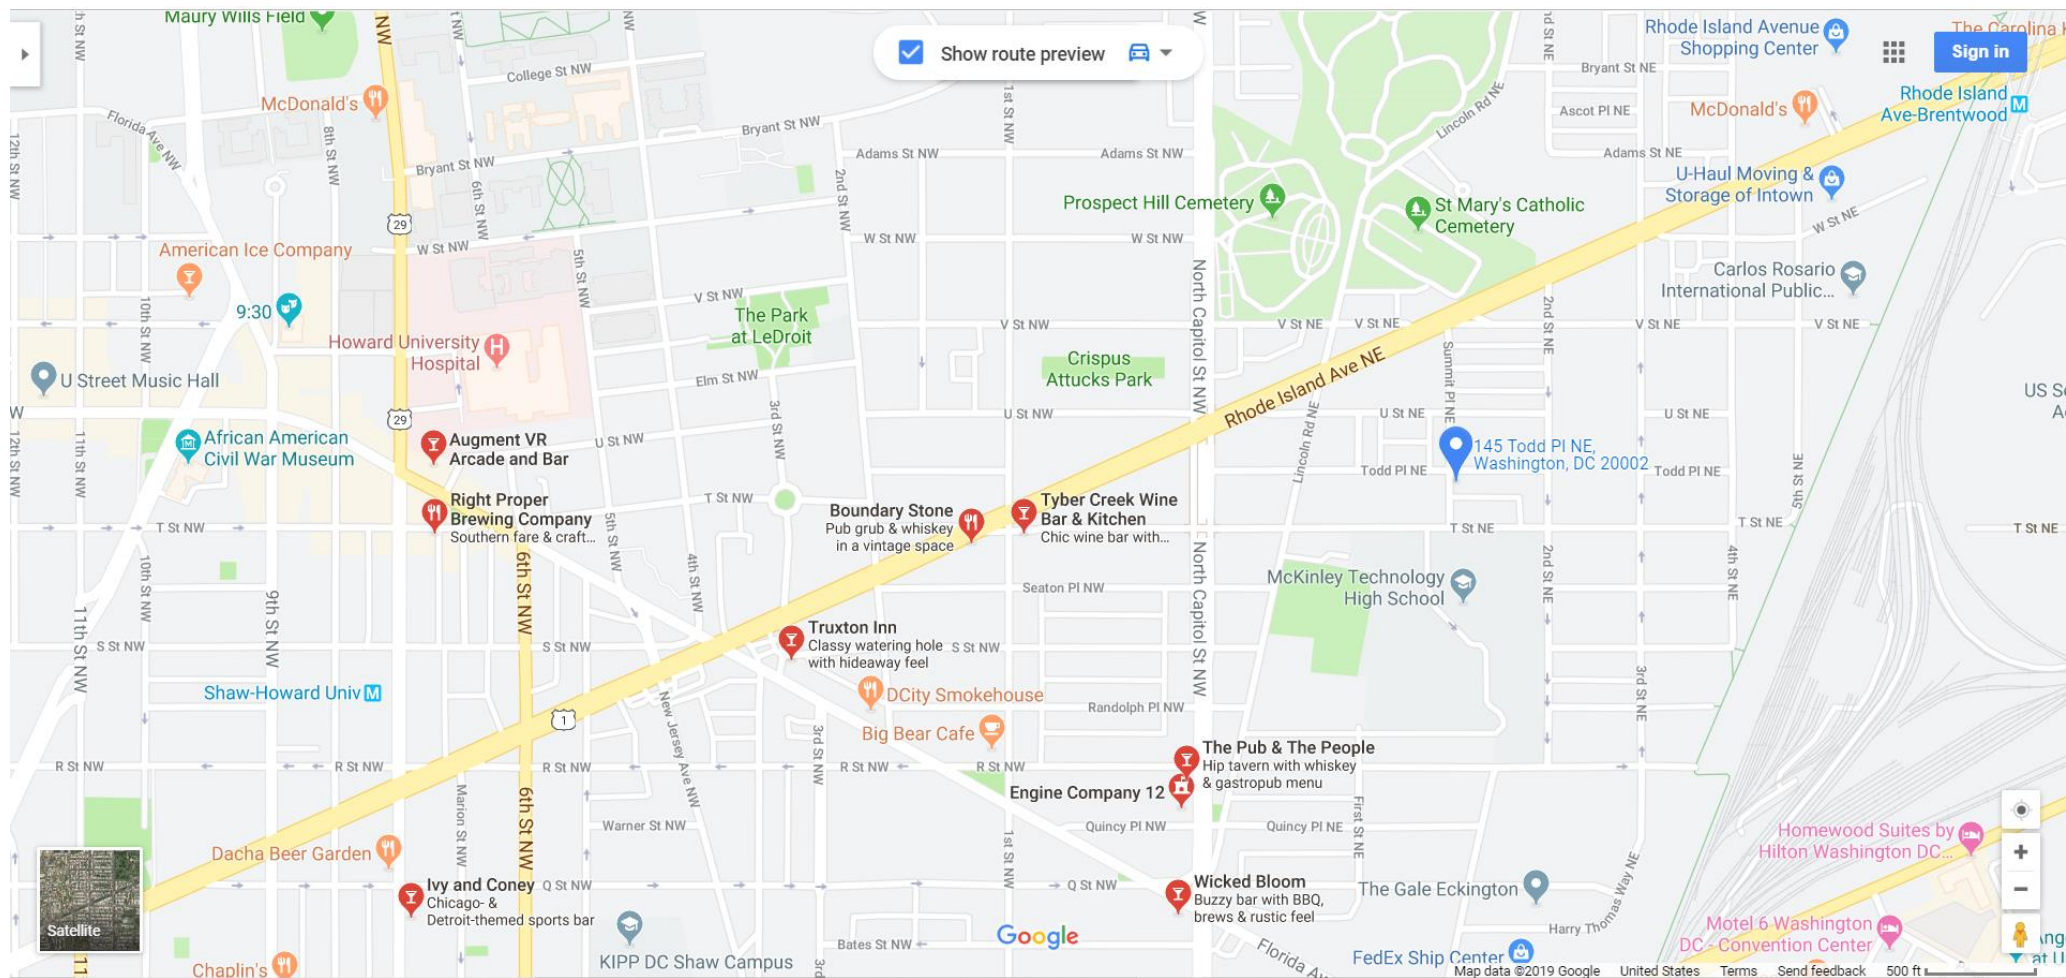 Maury Wills Field
NW
Show route preview
Rhode Island Avenue
Shopping Center
The Carolina
Sign in
College St NW
Bryant St NE
McDonald's
Florida Ave NW
8th St NW
11th St NW
12th St NW
1st St NW
2nd St NE
Lincoln Rd NE
Ascot Pl NE
McDonald's
Rhode Island
Ave-Brentwood
M
Bryant St NW
Bryant St NW
Adams St NW
Adams St NW
Adams St NE
6th St NW
2nd St NW
U-Haul Moving &
Storage of Intown
Prospect Hill Cemetery
St Mary's Catholic
Cemetery
29
W St NW
W St NW
W St NW
W St NE
American Ice Company
5th St NW
10th St NW
North Capitol St NW
Carlos Rosario
International Public...
9:30
V St NW
The Park
at LeDroit
V St NW
V St NE
V St NE
V St NE
V St NE
2nd St NE
Summit Pl NE
Howard University
Hospital
H
Crispus
Attucks Park
Rhode Island Ave NE
U Street Music Hall
Elm St NW
US S
A
W
29
3rd St NW
U St NW
U St NE
U St NE
Lincoln Rd NE
12th St NW
11th St NW
African American
Civil War Museum
Augment VR
Arcade and Bar
U St NW
145 Todd Pl NE,
Washington, DC 20002
Todd Pl NE
Todd Pl NE
5th St NE
Right Proper
Brewing Company
Southern fare & craft...
T St NW
Boundary Stone
Pub grub & whiskey
in a vintage space
Tyber Creek Wine
Bar & Kitchen
Chic wine bar with...
T St NW
T St NE
T St NE
T St NE
5th St NW
4th St NW
6th St NW
10th St NW
9th St NW
11th St NW
North Capitol St NW
2nd St NE
4th St NE
Seaton Pl NW
McKinley Technology
High School
Truxton Inn
Classy watering hole
with hideaway feel
S St NW
S St NW
S St NW
Shaw-Howard Univ
M
DCity Smokehouse
New Jersey Ave NW
Randolph Pl NW
3rd St NE
1
Big Bear Cafe
3rd St NW
The Pub & The People
Hip tavern with whiskey
& gastropub menu
R St NW
R St NW
R St NW
R St NW
R St NW
Engine Company 12
Marion St NW
6th St NW
Warner St NW
Quincy Pl NW
Quincy Pl NE
First St NE
1st St NW
Homewood Suites by
Hilton Washington DC...
Dacha Beer Garden
Ivy and Coney
Chicago- &
Detroit-themed sports bar
Q St NW
Q St NW
Wicked Bloom
Buzzy bar with BBQ,
brews & rustic feel
The Gale Eckington
Harry Thomas Way NE
+
−
Satellite
Motel 6 Washington
DC - Convention Center
Google
Bates St NW
Florida Av
FedEx Ship Center
KIPP DC Shaw Campus
Chaplin's
11
3rd
Ang
at U
Map data ©2019 Google
United States
Terms
Send feedback
500 ft